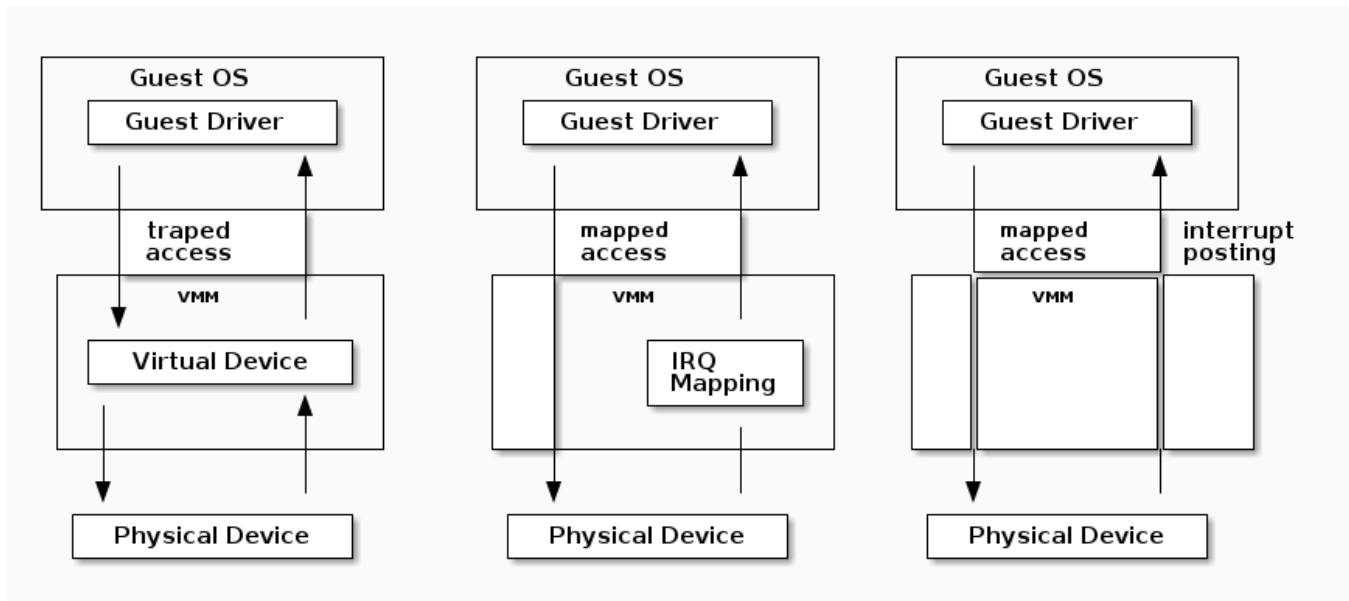 Guest OS
Guest Driver
traped
access
VMM
Virtual Device
Physical Device
Guest OS
Guest Driver
mapped
access
VMM
IRQ
Mapping
Physical Device
Guest OS
Guest Driver
mapped
access
interrupt
posting
VMM
Physical Device